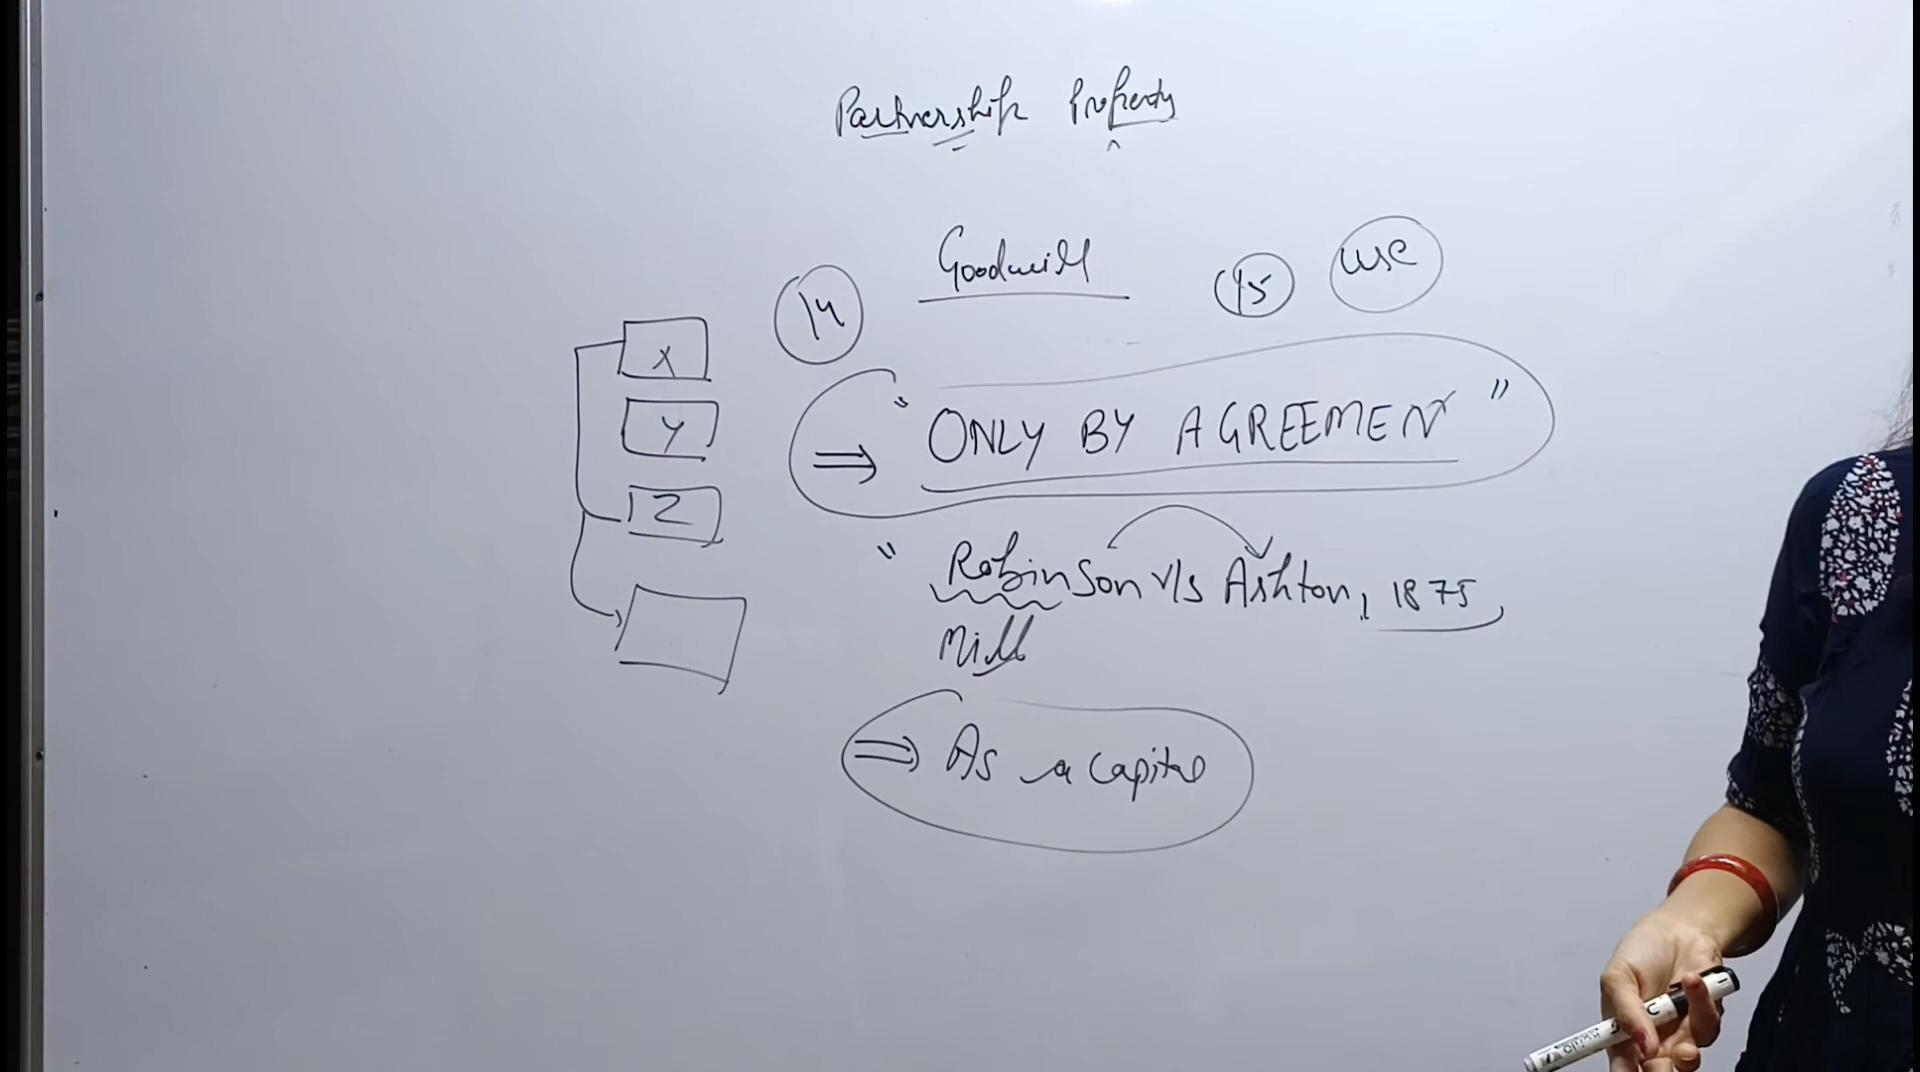 Partnership Property
Goodwill
14
15
use
X
Y
Z
⇒ " ONLY BY AGREEMENT "
" Robinson v/s Ashton, 1875
Mill
⇒ As a capital